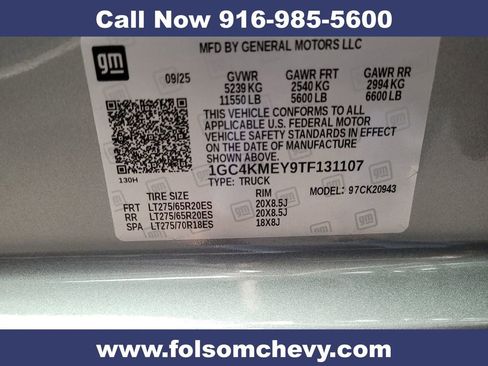 Call Now 916-985-5600
gm
MFD BY GENERAL MOTORS LLC
09/25 GVWR GAWR FRT GAWR RR
5239 KG 2540 KG 2994 KG
11550 LB 5600 LB 6600 LB
THIS VEHICLE CONFORMS TO ALL
APPLICABLE U.S. FEDERAL MOTOR
VEHICLE SAFETY STANDARDS IN EFFECT
ON THE DATE OF MANUFACTURE
SHOWN ABOVE.
1GC4KMEY9TF131107
130H TYPE: TRUCK MODEL: 97CK20943
TIRE SIZE RIM
FRT LT275/65R20ES 20X8.5J
RR LT275/65R20ES 20X8.5J
SPA LT275/70R18ES 18X8J
www.folsomchevy.com